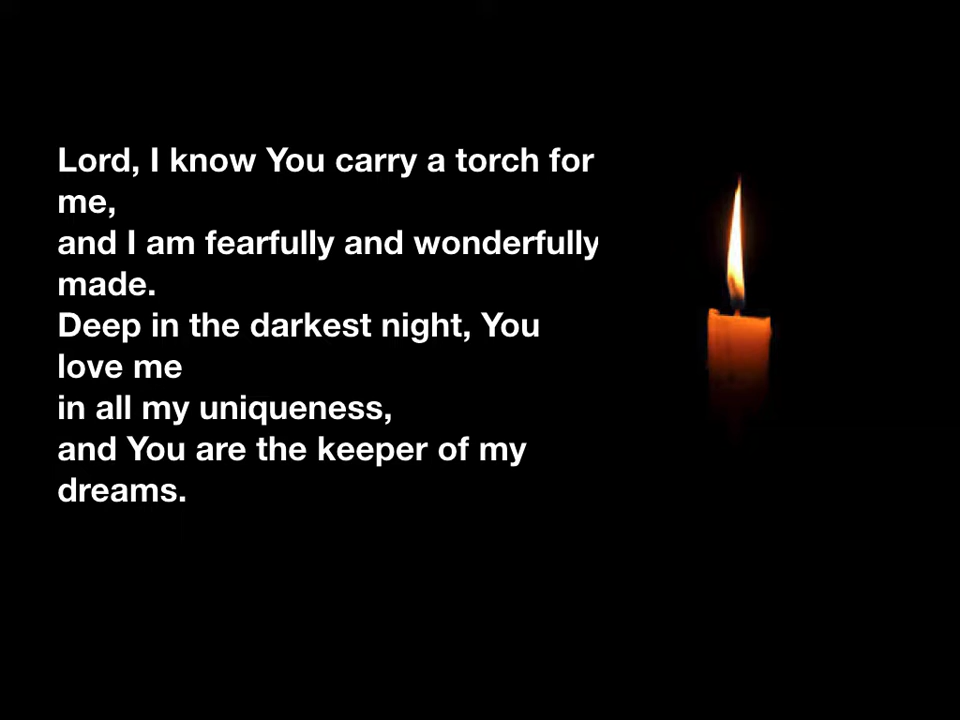 Lord, I know You carry a torch for
me,
and I am fearfully and wonderfully
made.
Deep in the darkest night, You
love me
in all my uniqueness,
and You are the keeper of my
dreams.